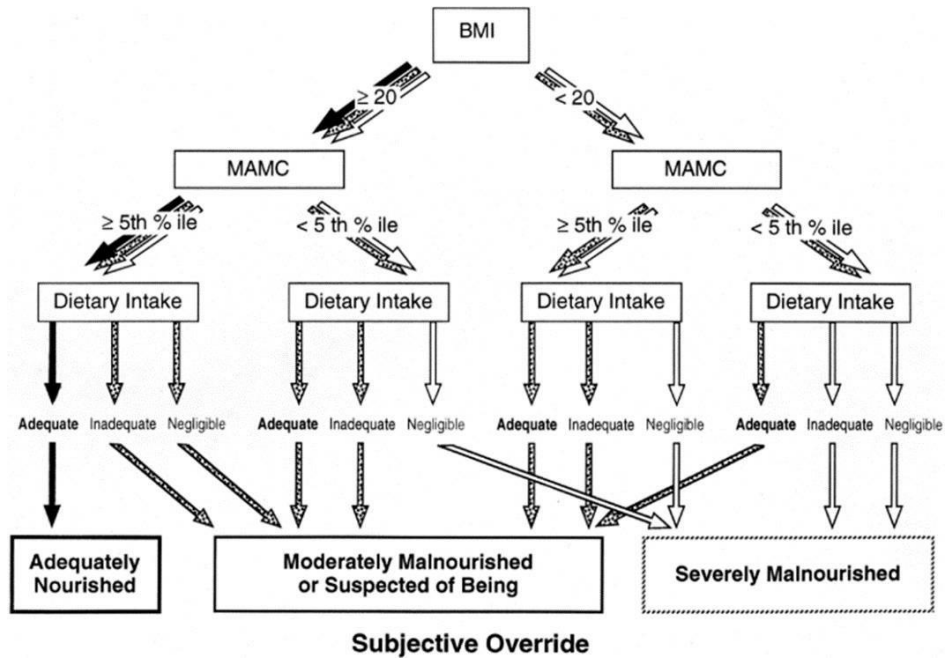 BMI
≥ 20
< 20
MAMC
MAMC
≥ 5th % ile
< 5 th % ile
≥ 5th % ile
< 5 th % ile
Dietary Intake
Dietary Intake
Dietary Intake
Dietary Intake
Adequate Inadequate Negligible
Adequate Inadequate Negligible
Adequate Inadequate Negligible
Adequate Inadequate Negligible
Adequately
Nourished
Moderately Malnourished
or Suspected of Being
Severely Malnourished
Subjective Override